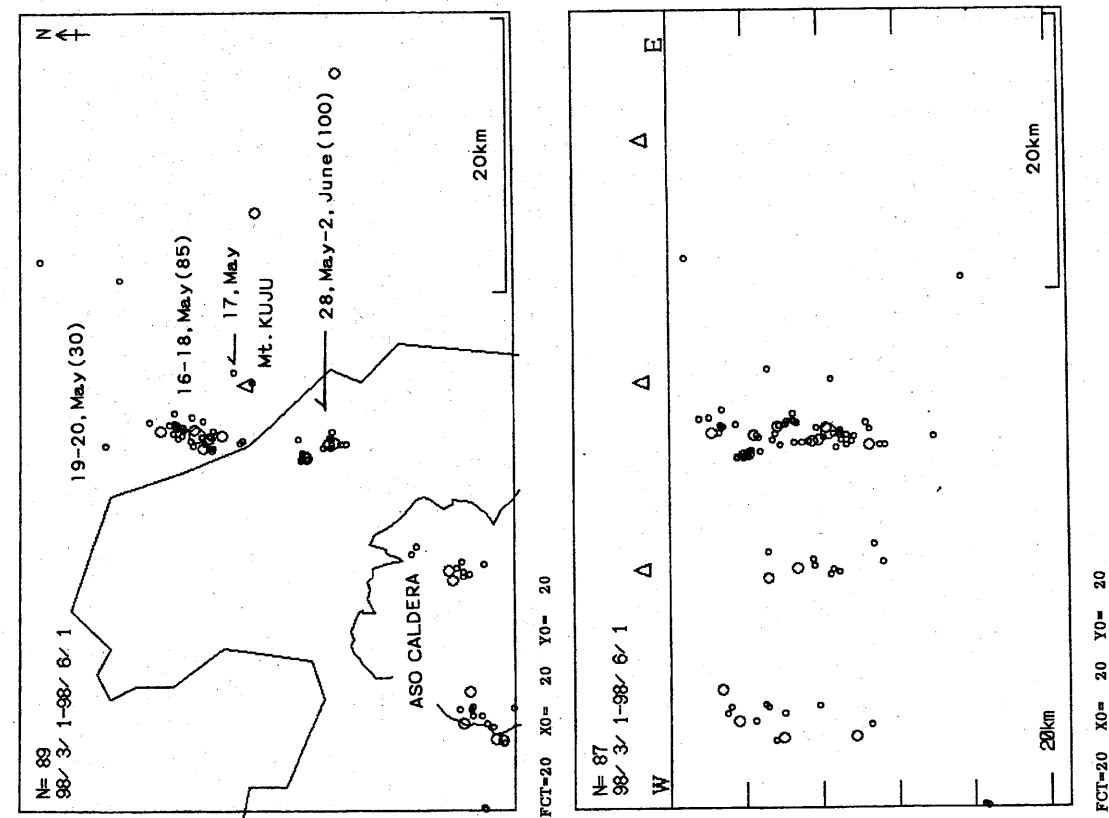 N= 89
98/ 3/ 1-98/ 6/ 1
N
19-20, May (30)
16-18, May (85)
17, May
Mt. KUJU
28, May-2, June (100)
ASO CALDERA
20km
FCT=20 X0= 20 Y0= 20
N= 87
98/ 3/ 1-98/ 6/ 1
W
E
20km
20km
FCT=20 X0= 20 Y0= 20